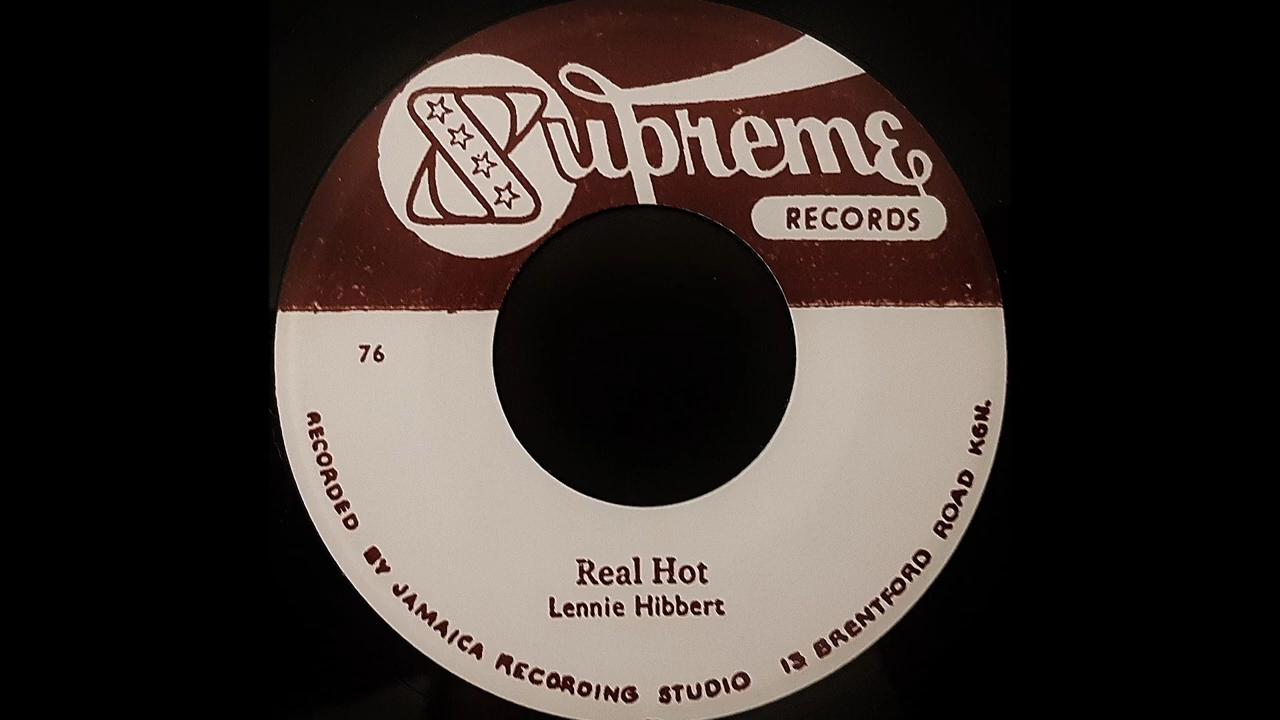 Supreme
RECORDS
76
Real Hot
Lennie Hibbert
RECORDED BY JAMAICA RECORDING STUDIO 13 BRENTFORD ROAD KGN.